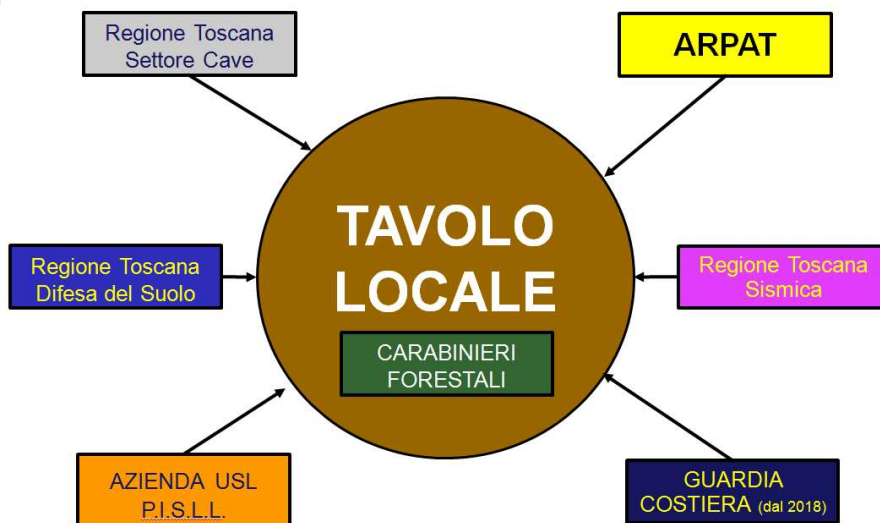 Regione Toscana
Settore Cave
ARPAT
TAVOLO
LOCALE
CARABINIERI
FORESTALI
Regione Toscana
Difesa del Suolo
Regione Toscana
Sismica
AZIENDA USL
P.I.S.L.L.
GUARDIA
COSTIERA (dal 2018)